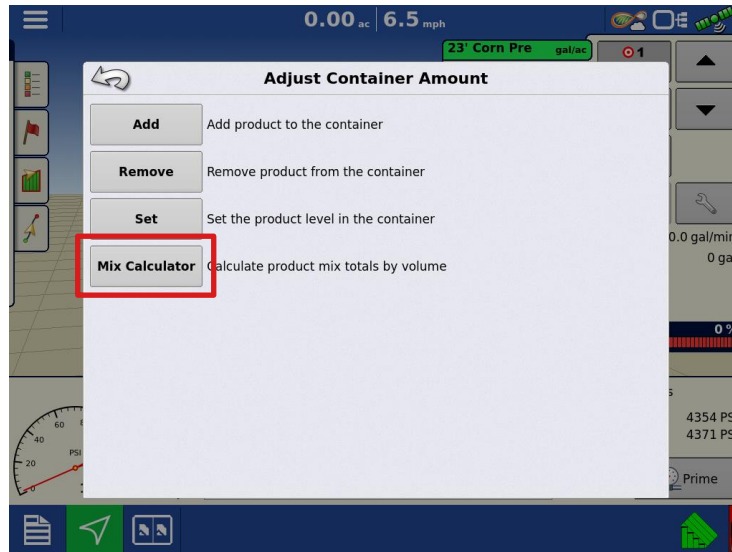 0.00 ac 6.5 mph
23' Corn Pre gal/ac
1
Adjust Container Amount
Add Add product to the container
Remove Remove product from the container
Set Set the product level in the container
0.0 gal/min
0 ga
Mix Calculator Calculate product mix totals by volume
0 %
s
4354 PS
4371 PS
60
40
PSI
20
0
Prime